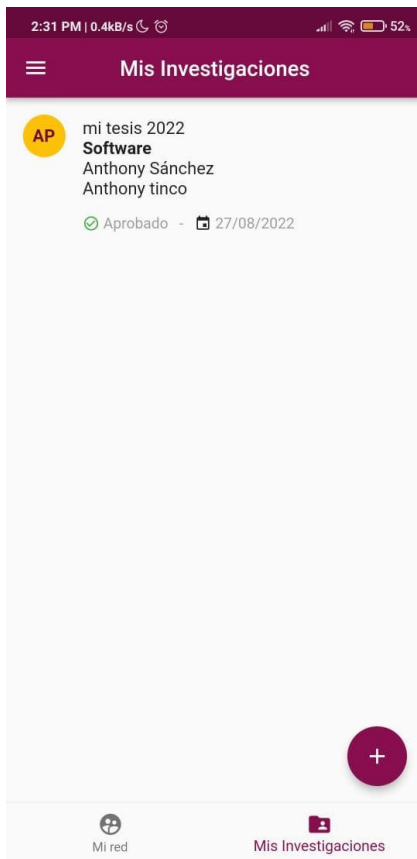 2:31 PM | 0.4kB/s 52%
Mis Investigaciones
AP
mi tesis 2022
Software
Anthony Sánchez
Anthony tinco
Aprobado - 27/08/2022
+
Mi red
Mis Investigaciones